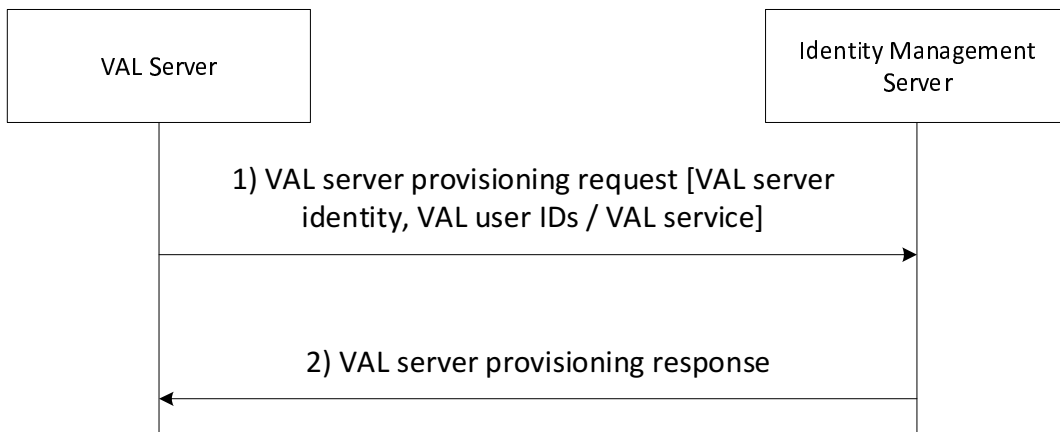 VAL Server
Identity Management
Server
1) VAL server provisioning request [VAL server
identity, VAL user IDs / VAL service]
2) VAL server provisioning response